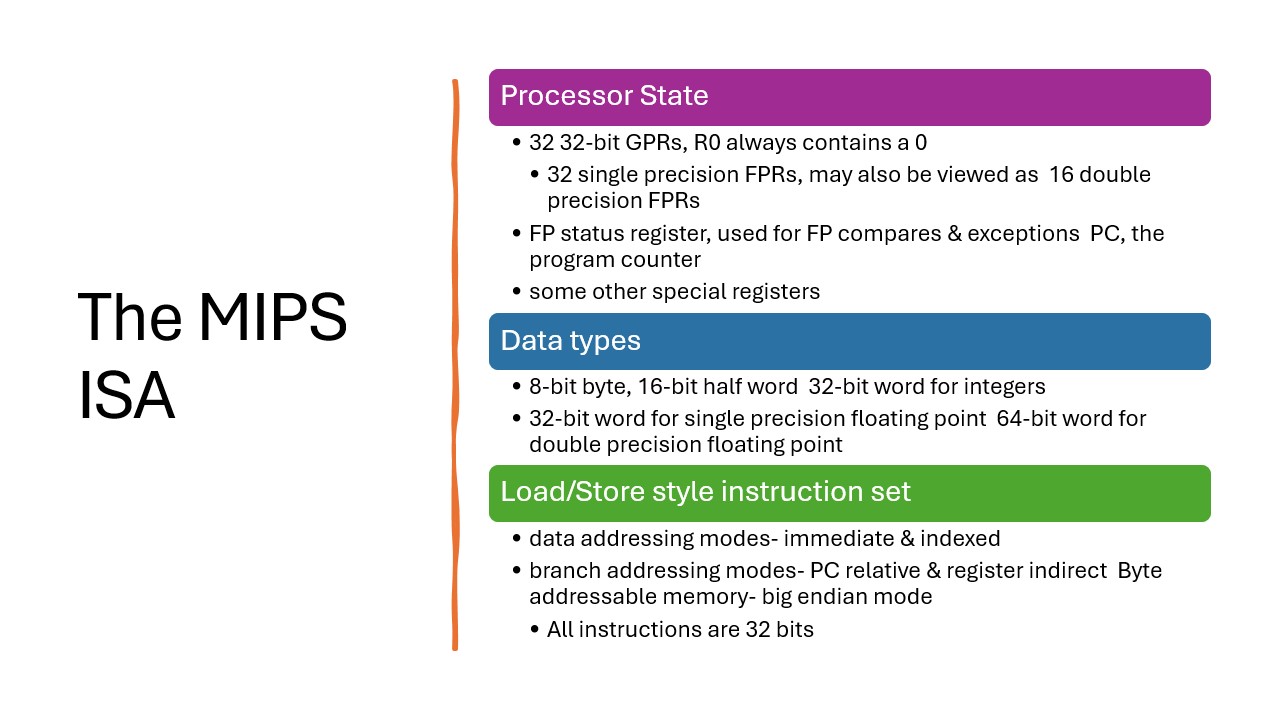 The MIPS
ISA
Processor State
• 32 32-bit GPRs, R0 always contains a 0
• 32 single precision FPRs, may also be viewed as  16 double
precision FPRs
• FP status register, used for FP compares & exceptions  PC, the
program counter
• some other special registers
Data types
• 8-bit byte, 16-bit half word  32-bit word for integers
• 32-bit word for single precision floating point  64-bit word for
double precision floating point
Load/Store style instruction set
• data addressing modes- immediate & indexed
• branch addressing modes- PC relative & register indirect  Byte
addressable memory- big endian mode
• All instructions are 32 bits